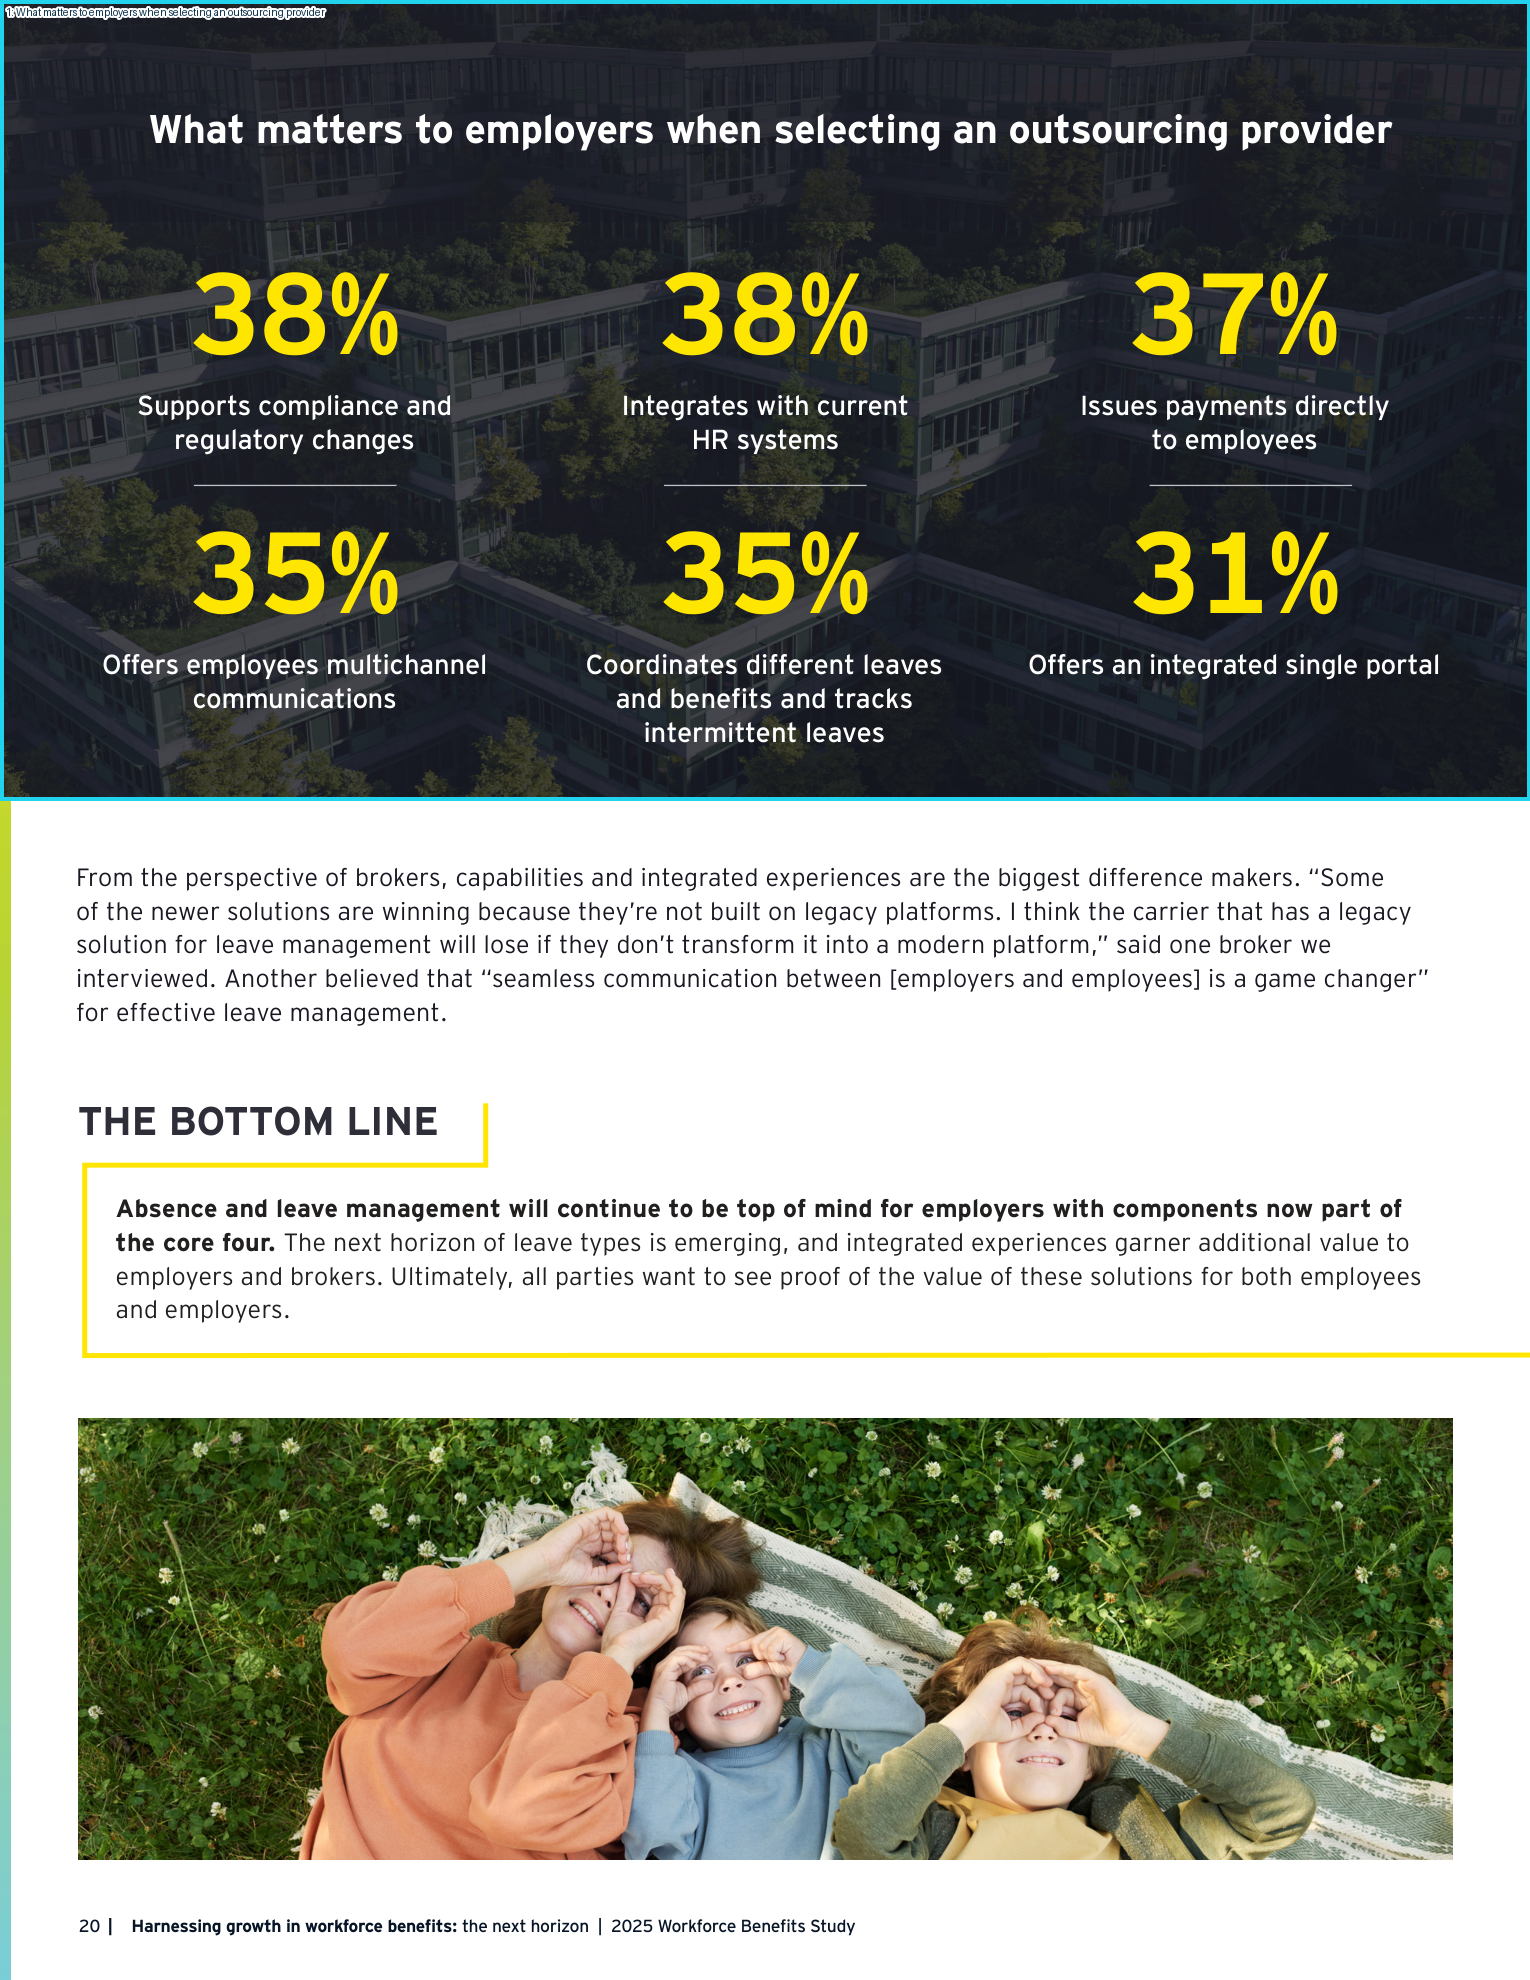 1: What matters to employers when selecting an outsourcing provider
What matters to employers when selecting an outsourcing provider
38%
Supports compliance and
regulatory changes
38%
Integrates with current
HR systems
37%
Issues payments directly
to employees
35%
Offers employees multichannel
communications
35%
Coordinates different leaves
and benefits and tracks
intermittent leaves
31%
Offers an integrated single portal
From the perspective of brokers, capabilities and integrated experiences are the biggest difference makers. “Some
of the newer solutions are winning because they’re not built on legacy platforms. I think the carrier that has a legacy
solution for leave management will lose if they don’t transform it into a modern platform,” said one broker we
interviewed. Another believed that “seamless communication between [employers and employees] is a game changer”
for effective leave management.
THE BOTTOM LINE
Absence and leave management will continue to be top of mind for employers with components now part of
the core four. The next horizon of leave types is emerging, and integrated experiences garner additional value to
employers and brokers. Ultimately, all parties want to see proof of the value of these solutions for both employees
and employers.
20 | Harnessing growth in workforce benefits: the next horizon | 2025 Workforce Benefits Study